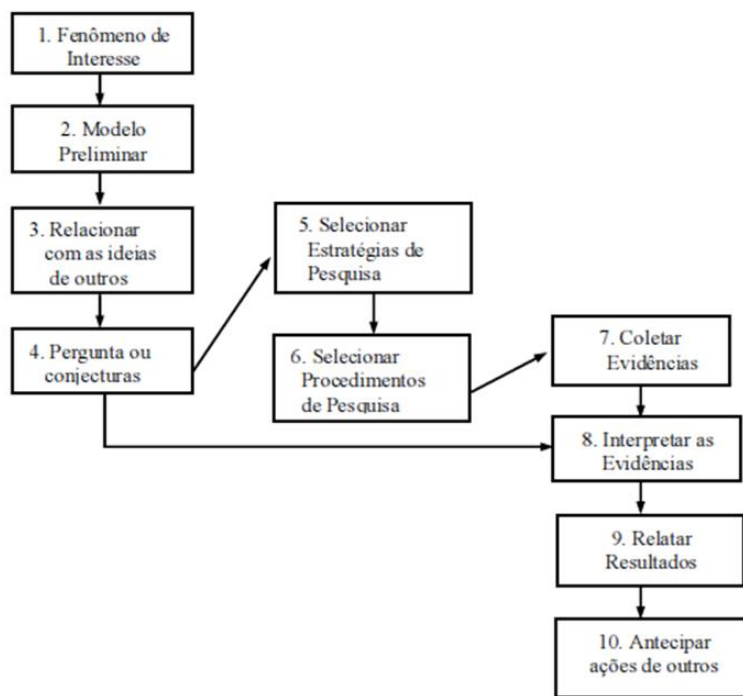 1. Fenômeno de
Interesse
2. Modelo
Preliminar
3. Relacionar
com as ideias
de outros
4. Pergunta ou
conjecturas
5. Selecionar
Estratégias de
Pesquisa
6. Selecionar
Procedimentos
de Pesquisa
7. Coletar
Evidências
8. Interpretar as
Evidências
9. Relatar
Resultados
10. Antecipar
ações de outros